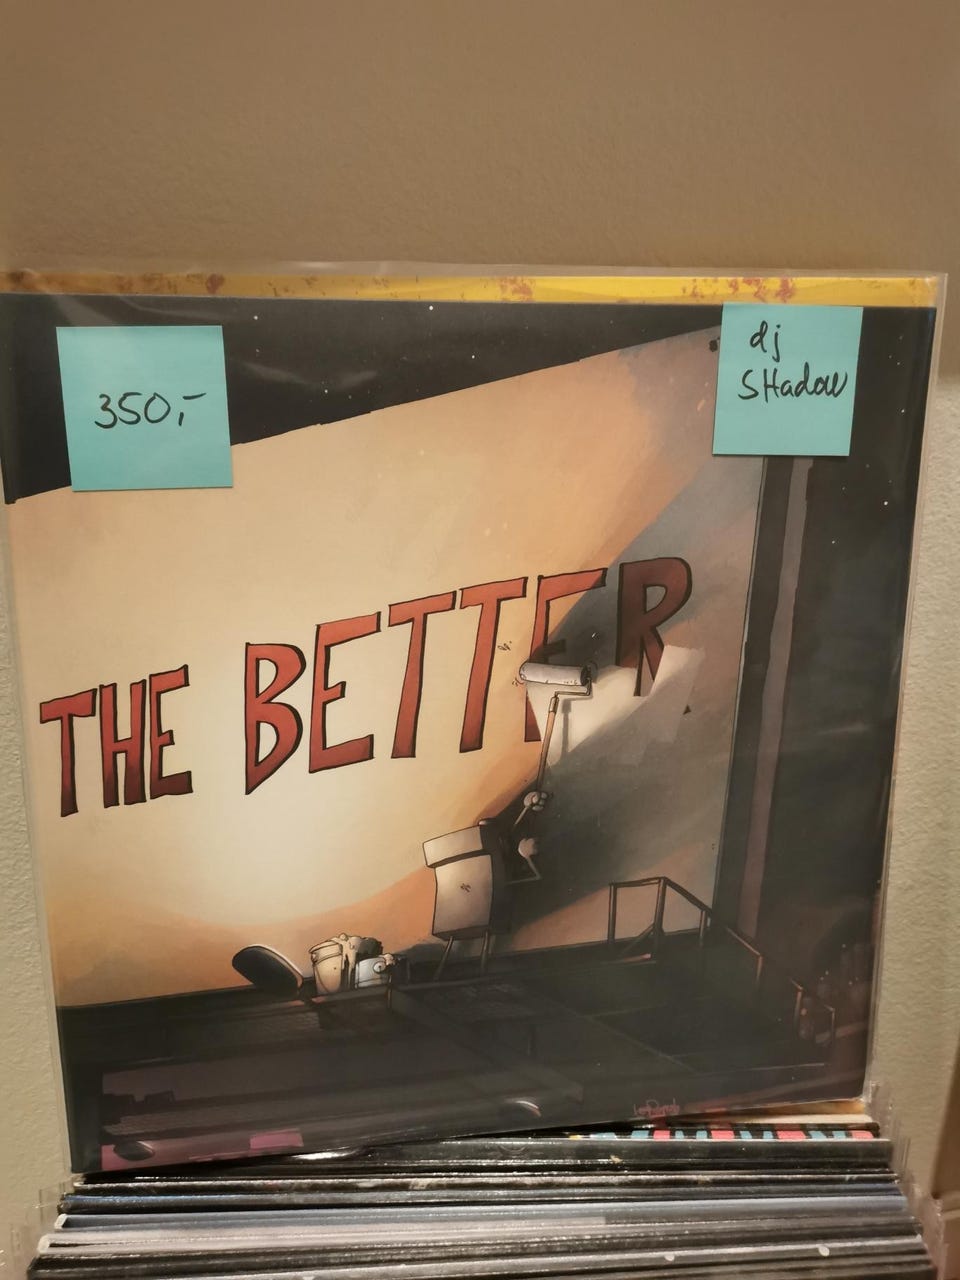 350,-
dj
SHadow
THE BETTER